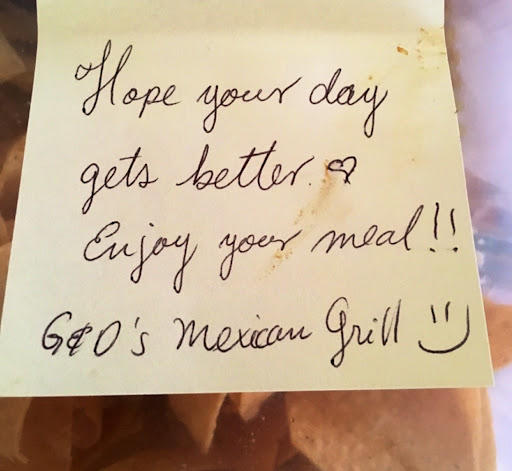 Hope your day
gets better. ♡
Enjoy your meal!!
G&O's Mexican Grill :)